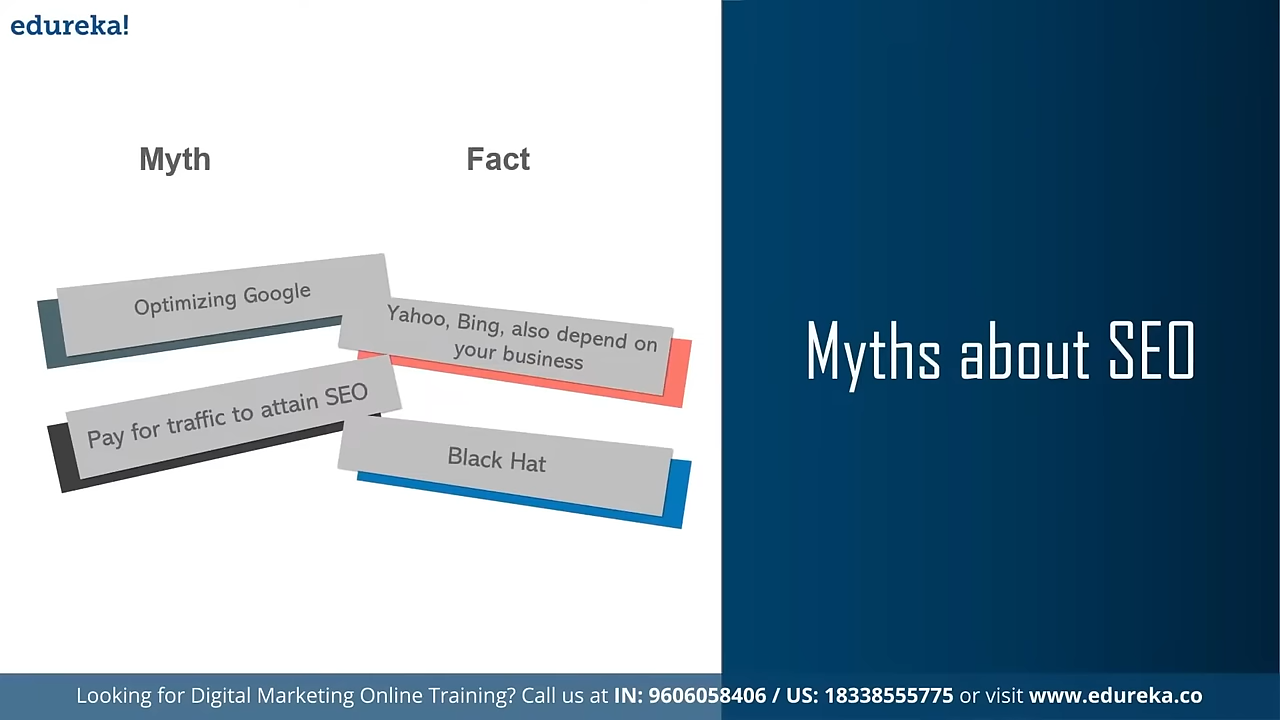 edureka!
Myth
Fact
Optimizing Google
Yahoo, Bing, also depend on
your business
Pay for traffic to attain SEO
Black Hat
Myths about SEO
Looking for Digital Marketing Online Training? Call us at IN: 9606058406 / US: 18338555775 or visit www.edureka.co